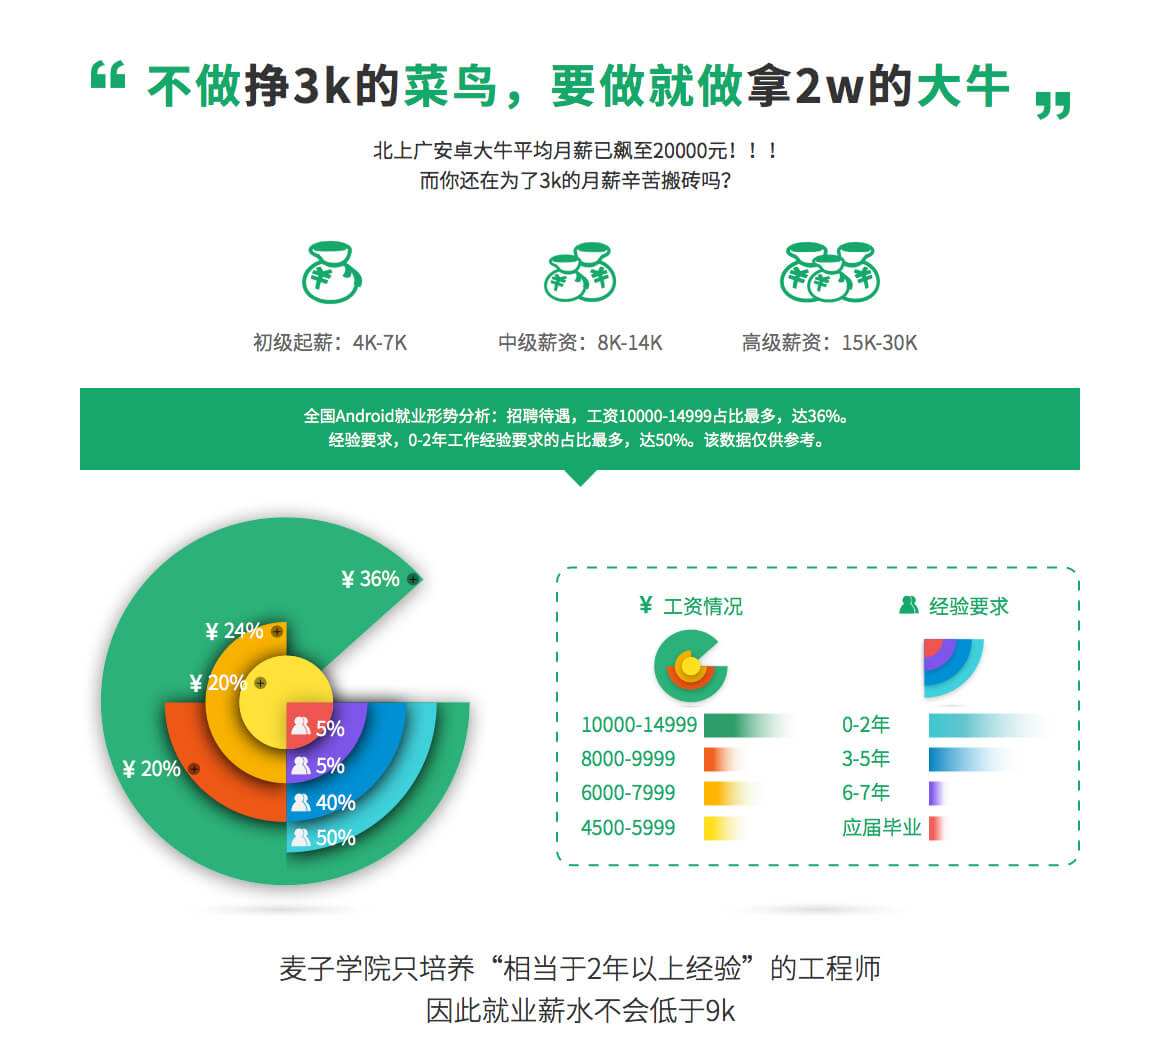 “不做挣3k的菜鸟，要做就做拿2w的大牛”
北上广安卓大牛平均月薪已飙至20000元！！！
而你还在为了3k的月薪辛苦搬砖吗？
初级起薪：4K-7K
中级薪资：8K-14K
高级薪资：15K-30K
全国Android就业形势分析：招聘待遇，工资10000-14999占比最多，达36%。
经验要求，0-2年工作经验要求的占比最多，达50%。该数据仅供参考。
¥ 36%
¥ 24%
¥ 20%
¥ 20%
5%
5%
40%
50%
¥ 工资情况
10000-14999
8000-9999
6000-7999
4500-5999
经验要求
0-2年
3-5年
6-7年
应届毕业
麦子学院只培养“相当于2年以上经验”的工程师
因此就业薪水不会低于9k